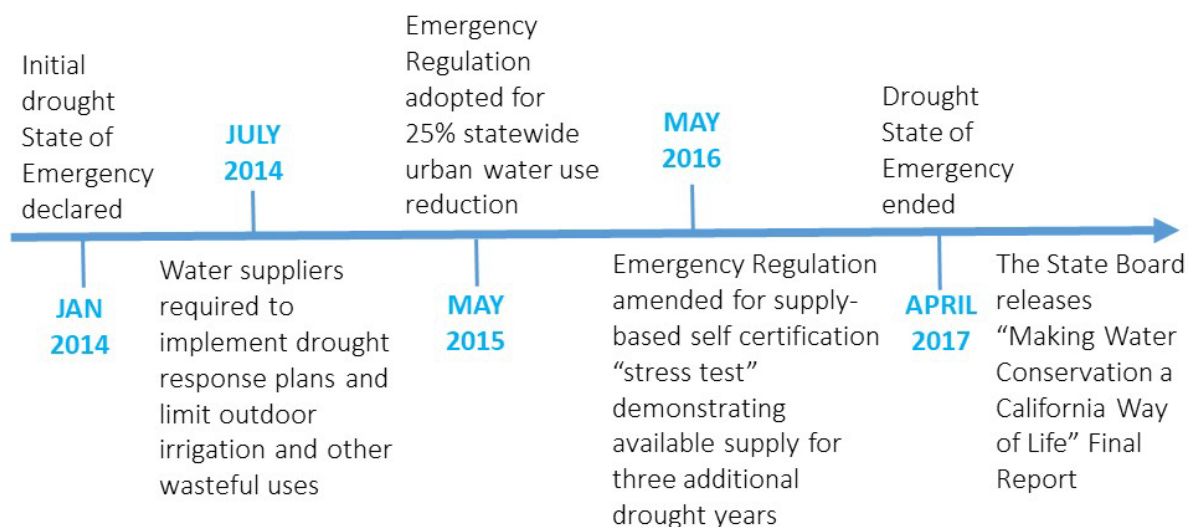 Initial
drought
State of
Emergency
declared
JAN
2014
JULY
2014
Water suppliers
required to
implement drought
response plans and
limit outdoor
irrigation and other
wasteful uses
Emergency
Regulation
adopted for
25% statewide
urban water use
reduction
MAY
2015
MAY
2016
Emergency Regulation
amended for supply-
based self certification
“stress test”
demonstrating
available supply for
three additional
drought years
Drought
State of
Emergency
ended
APRIL
2017
The State Board
releases
“Making Water
Conservation a
California Way
of Life” Final
Report